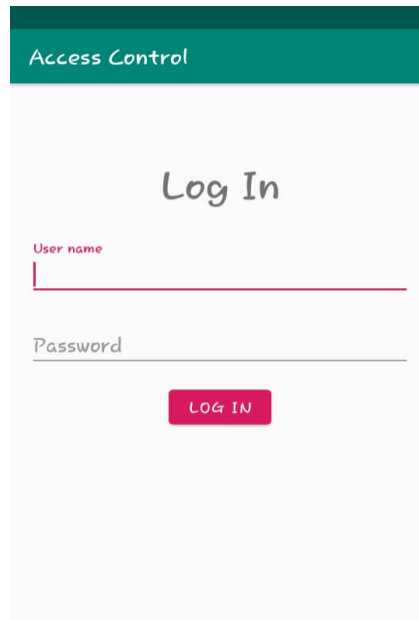 Access Control
Log In
User name
Password
LOG IN